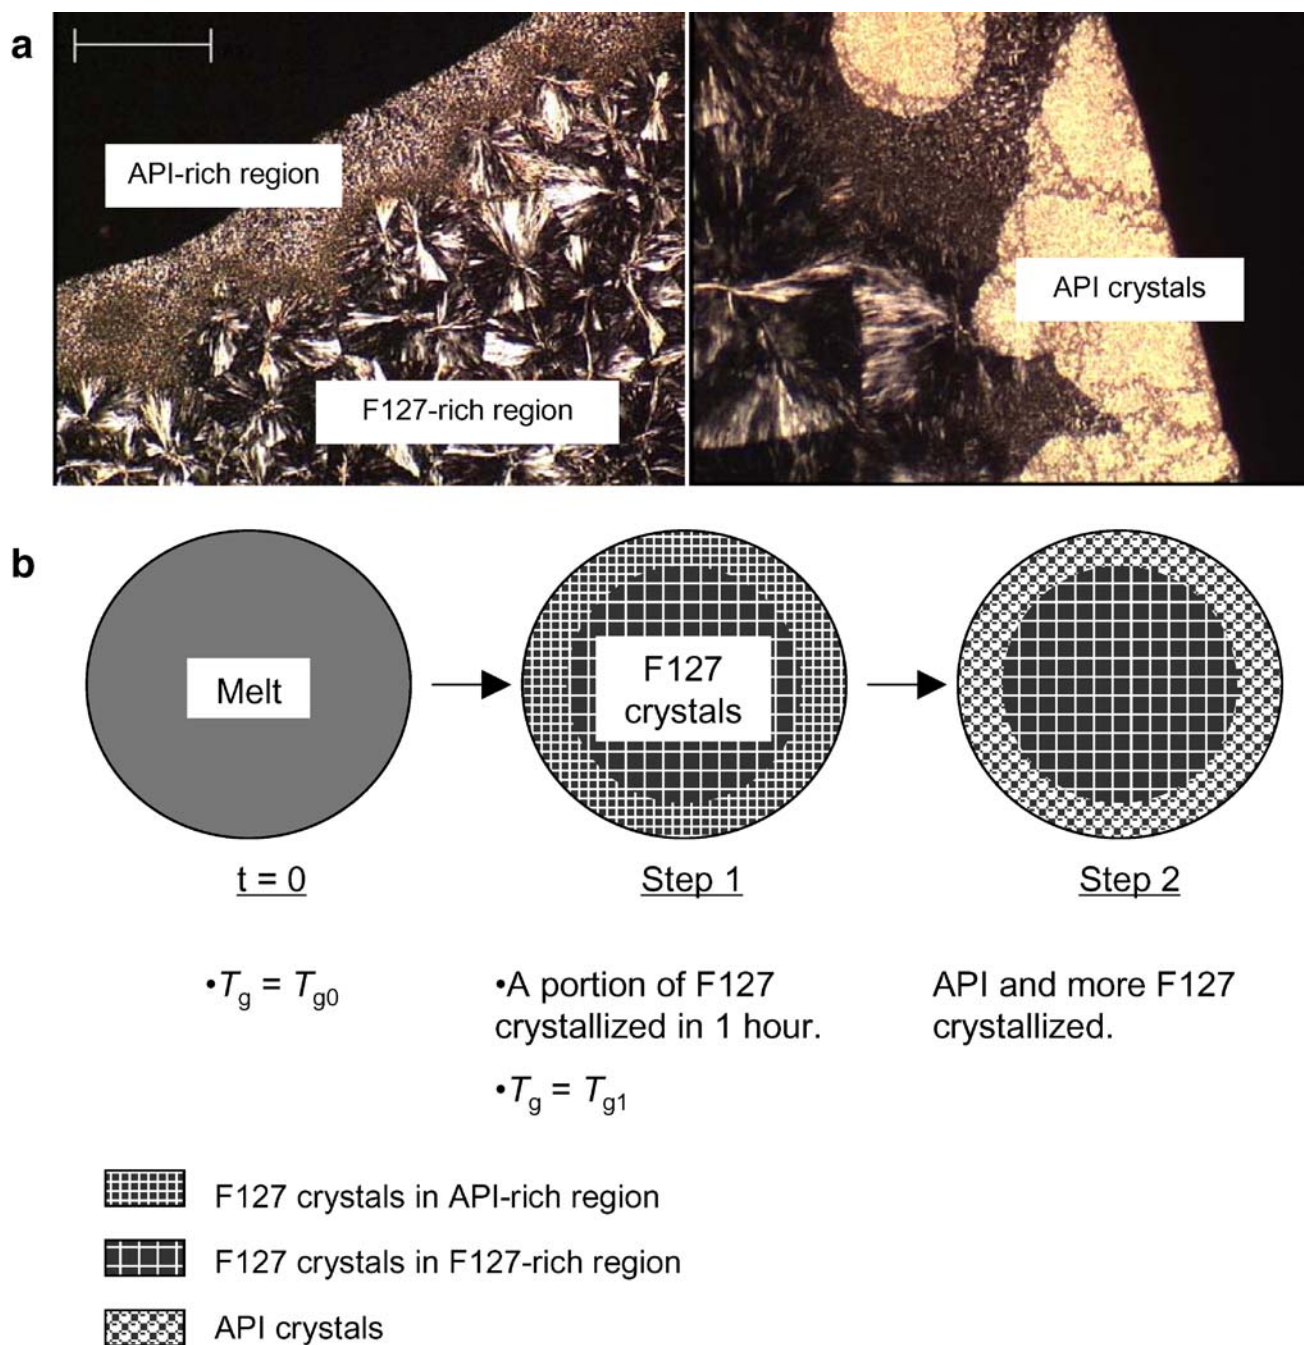 a
API-rich region
F127-rich region
API crystals
b
Melt
F127
crystals
t = 0
Step 1
Step 2
•Tg = Tg0
•A portion of F127
crystallized in 1 hour.
•Tg = Tg1
API and more F127
crystallized.
F127 crystals in API-rich region
F127 crystals in F127-rich region
API crystals